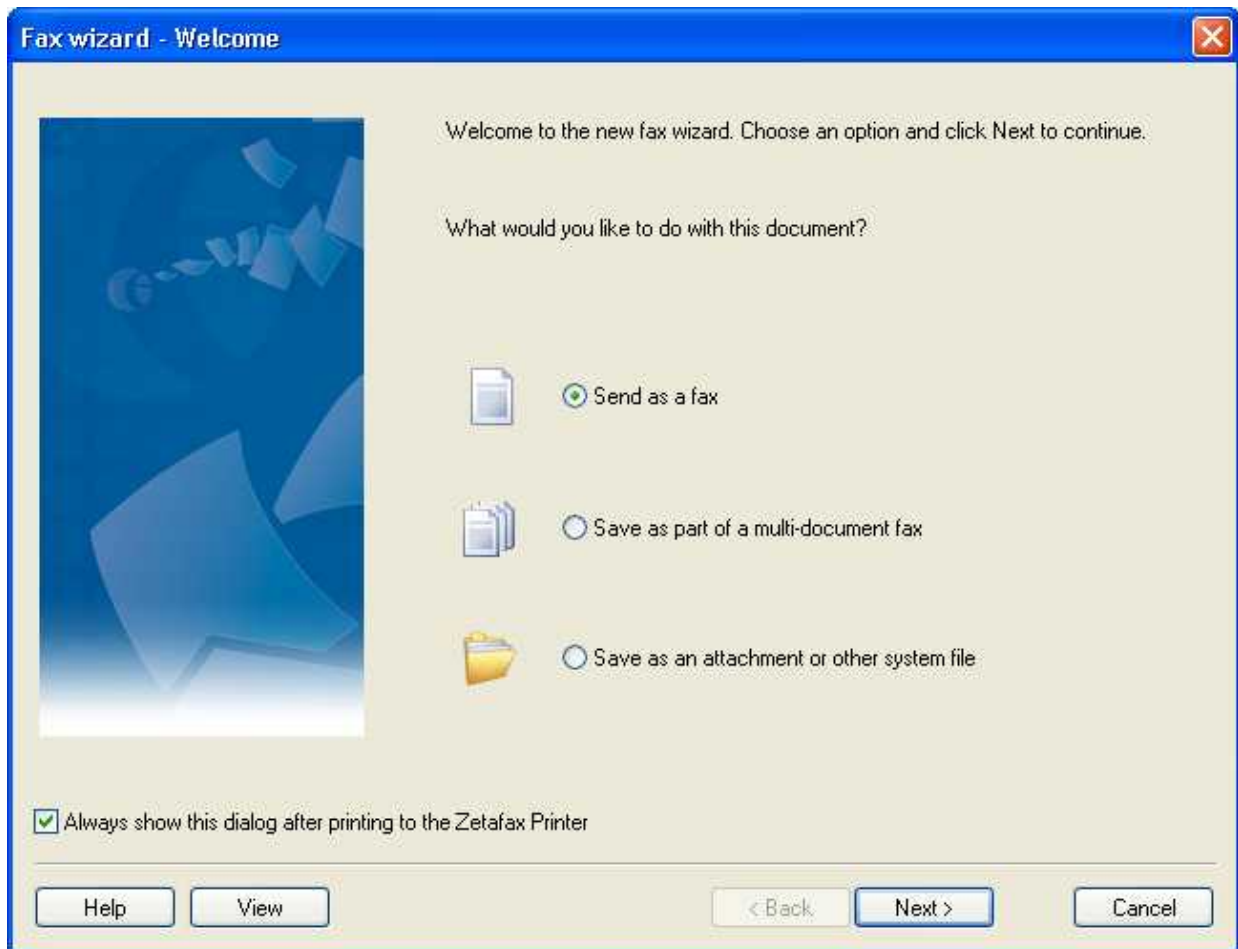 Fax wizard - Welcome
Welcome to the new fax wizard. Choose an option and click Next to continue.
What would you like to do with this document?
Send as a fax
Save as part of a multi-document fax
Save as an attachment or other system file
Always show this dialog after printing to the Zetafax Printer
Help View < Back Next > Cancel